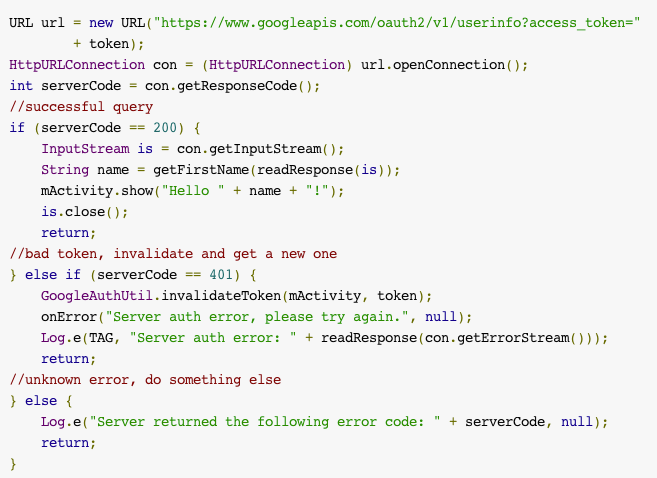 URL url = new URL("https://www.googleapis.com/oauth2/v1/userinfo?access_token="
        + token);
HttpURLConnection con = (HttpURLConnection) url.openConnection();
int serverCode = con.getResponseCode();
//successful query
if (serverCode == 200) {
    InputStream is = con.getInputStream();
    String name = getFirstName(readResponse(is));
    mActivity.show("Hello " + name + "!");
    is.close();
    return;
//bad token, invalidate and get a new one
} else if (serverCode == 401) {
    GoogleAuthUtil.invalidateToken(mActivity, token);
    onError("Server auth error, please try again.", null);
    Log.e(TAG, "Server auth error: " + readResponse(con.getErrorStream()));
    return;
//unknown error, do something else
} else {
    Log.e("Server returned the following error code: " + serverCode, null);
    return;
}